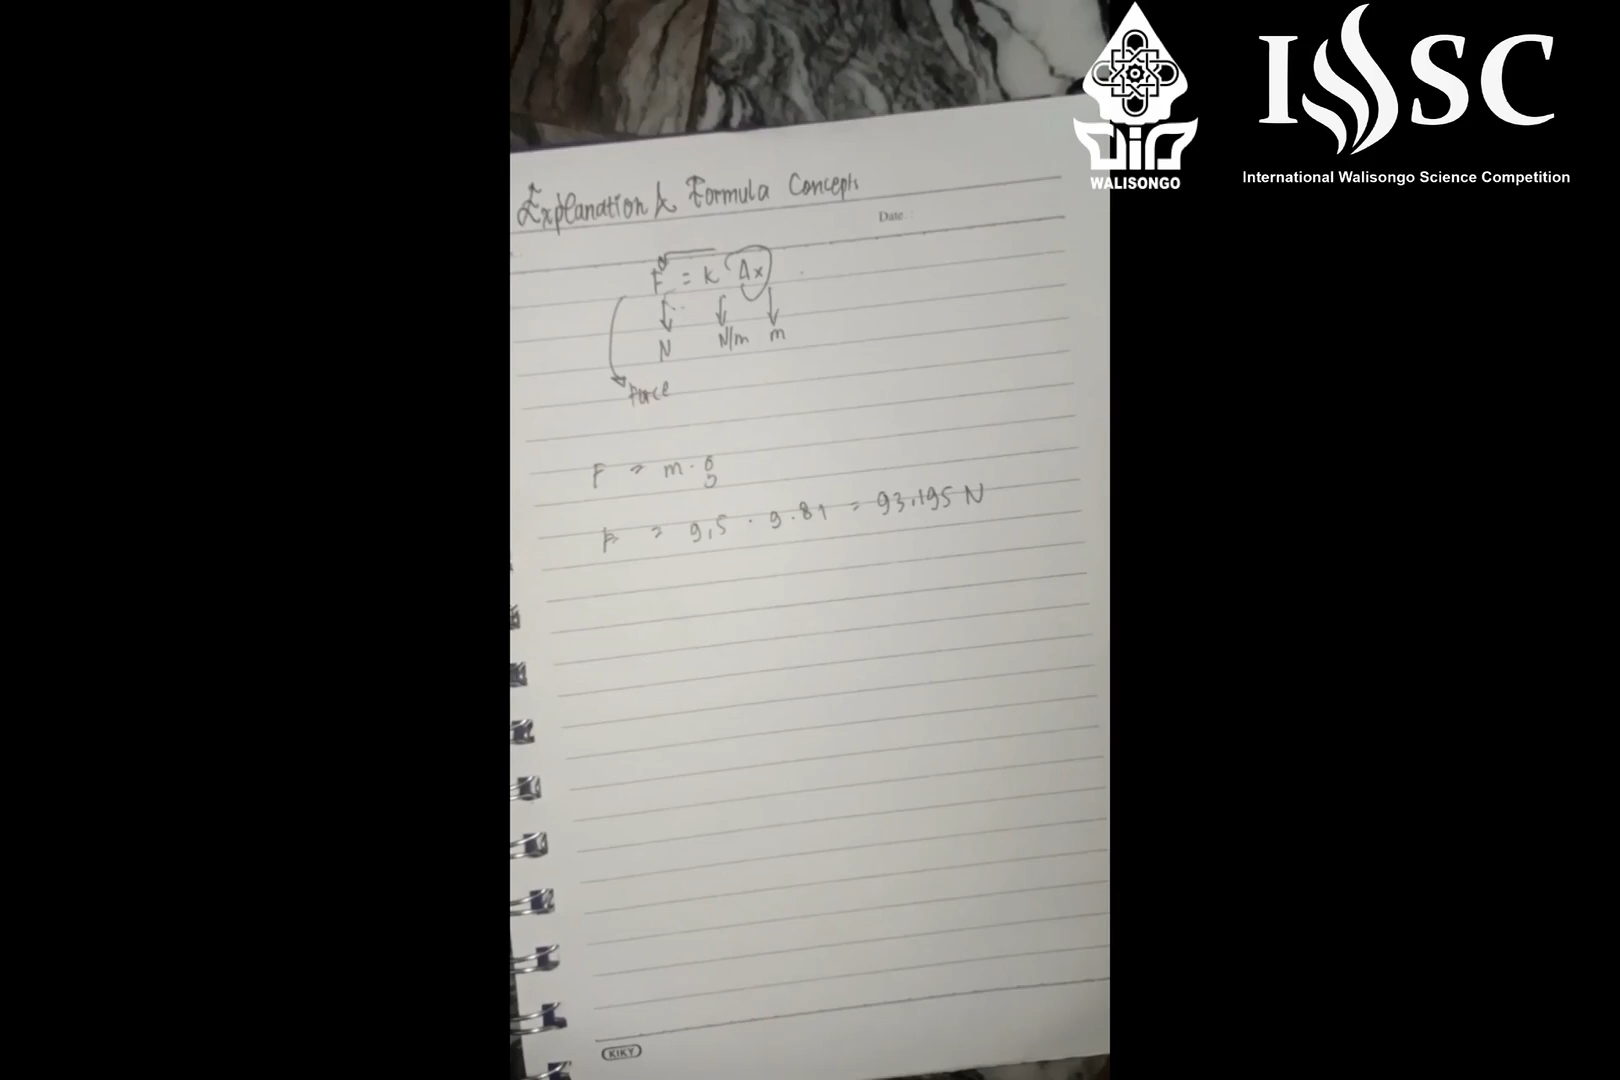 WALISONGO
ISSC
International Walisongo Science Competition
Explanation & Formula Concepts
Date :
F = k Δx
N N/m m
Force
F = m · g
F = 9,5 · 9.81 = 93.195 N
KIKY